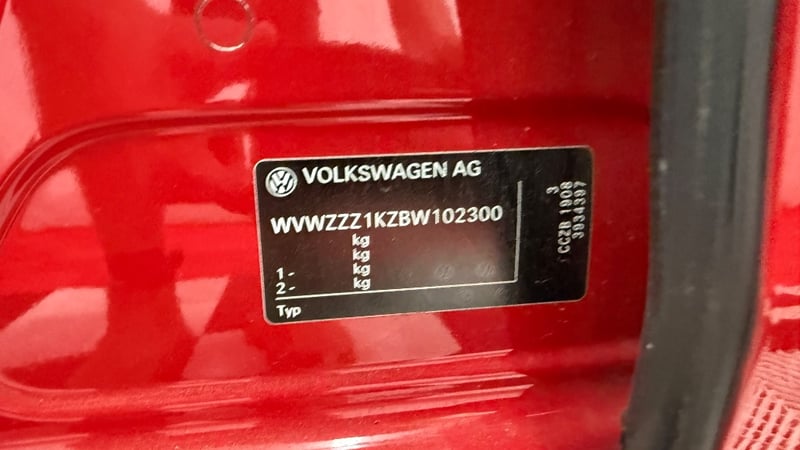 VOLKSWAGEN AG
WVWZZZ1KZBW102300
kg
kg
1- kg
2- kg
Typ
3
CCZB 1908
3934397